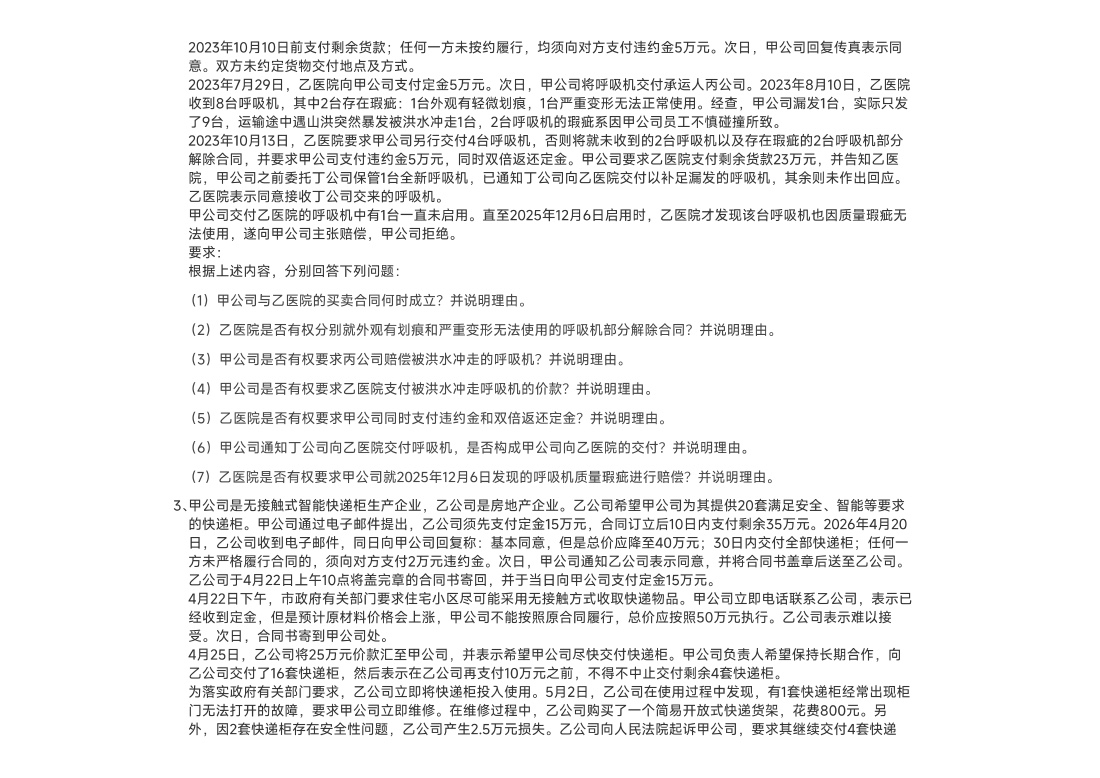 2023年10月10日前支付剩余货款；任何一方未按约履行，均须向对方支付违约金5万元。次日，甲公司回复传真表示同
意。双方未约定货物交付地点及方式。
2023年7月29日，乙医院向甲公司支付定金5万元。次日，甲公司将呼吸机交付承运人丙公司。2023年8月10日，乙医院
收到8台呼吸机，其中2台存在瑕疵：1台外观有轻微划痕，1台严重变形无法正常使用。经查，甲公司漏发1台，实际只发
了9台，运输途中遇山洪突然暴发被洪水冲走1台，2台呼吸机的瑕疵系因甲公司员工不慎碰撞所致。
2023年10月13日，乙医院要求甲公司另行交付4台呼吸机，否则将就未收到的2台呼吸机以及存在瑕疵的2台呼吸机部分
解除合同，并要求甲公司支付违约金5万元，同时双倍返还定金。甲公司要求乙医院支付剩余货款23万元，并告知乙医
院，甲公司之前委托丁公司保管1台全新呼吸机，已通知丁公司向乙医院交付以补足漏发的呼吸机，其余则未作出回应。
乙医院表示同意接收丁公司交来的呼吸机。
甲公司交付乙医院的呼吸机中有1台一直未启用。直至2025年12月6日启用时，乙医院才发现该台呼吸机也因质量瑕疵无
法使用，遂向甲公司主张赔偿，甲公司拒绝。
要求：
根据上述内容，分别回答下列问题：
（1）甲公司与乙医院的买卖合同何时成立？并说明理由。
（2）乙医院是否有权分别就外观有划痕和严重变形无法使用的呼吸机部分解除合同？并说明理由。
（3）甲公司是否有权要求丙公司赔偿被洪水冲走的呼吸机？并说明理由。
（4）甲公司是否有权要求乙医院支付被洪水冲走呼吸机的价款？并说明理由。
（5）乙医院是否有权要求甲公司同时支付违约金和双倍返还定金？并说明理由。
（6）甲公司通知丁公司向乙医院交付呼吸机，是否构成甲公司向乙医院的交付？并说明理由。
（7）乙医院是否有权要求甲公司就2025年12月6日发现的呼吸机质量瑕疵进行赔偿？并说明理由。
3、甲公司是无接触式智能快递柜生产企业，乙公司是房地产企业。乙公司希望甲公司为其提供20套满足安全、智能等要求
的快递柜。甲公司通过电子邮件提出，乙公司须先支付定金15万元，合同订立后10日内支付剩余35万元。2026年4月20
日，乙公司收到电子邮件，同日向甲公司回复称：基本同意，但是总价应降至40万元；30日内交付全部快递柜；任何一
方未严格履行合同的，须向对方支付2万元违约金。次日，甲公司通知乙公司表示同意，并将合同书盖章后送至乙公司。
乙公司于4月22日上午10点将盖完章的合同书寄回，并于当日向甲公司支付定金15万元。
4月22日下午，市政府有关部门要求住宅小区尽可能采用无接触方式收取快递物品。甲公司立即电话联系乙公司，表示已
经收到定金，但是预计原材料价格会上涨，甲公司不能按照原合同履行，总价应按照50万元执行。乙公司表示难以接
受。次日，合同书寄到甲公司处。
4月25日，乙公司将25万元价款汇至甲公司，并表示希望甲公司尽快交付快递柜。甲公司负责人希望保持长期合作，向
乙公司交付了16套快递柜，然后表示在乙公司再支付10万元之前，不得不中止交付剩余4套快递柜。
为落实政府有关部门要求，乙公司立即将快递柜投入使用。5月2日，乙公司在使用过程中发现，有1套快递柜经常出现柜
门无法打开的故障，要求甲公司立即维修。在维修过程中，乙公司购买了一个简易开放式快递货架，花费800元。另
外，因2套快递柜存在安全性问题，乙公司产生2.5万元损失。乙公司向人民法院起诉甲公司，要求其继续交付4套快递